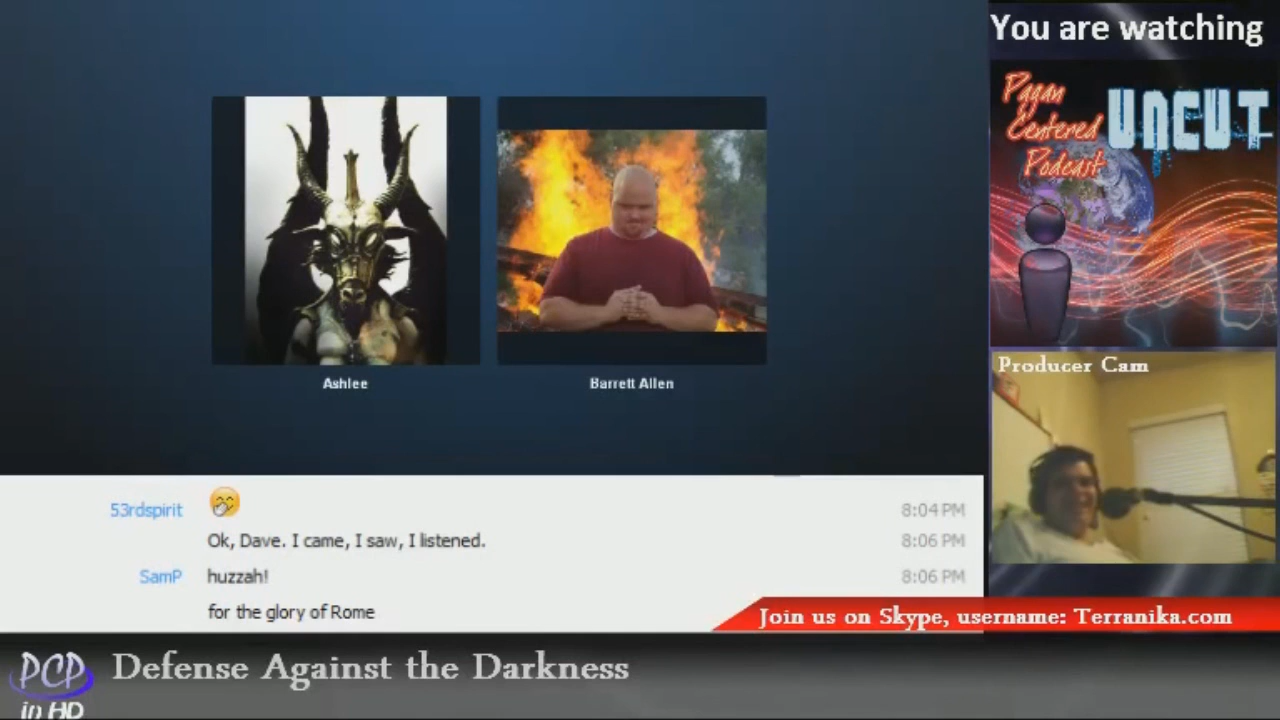 You are watching
Pagan
Centered
Podcast
UNCUT
Producer Cam
Ashlee
Barrett Allen
53rdspirit
8:04 PM
Ok, Dave. I came, I saw, I listened.
8:06 PM
SamP
huzzah!
8:06 PM
for the glory of Rome
Join us on Skype, username: Terranika.com
PCP
in HD
Defense Against the Darkness